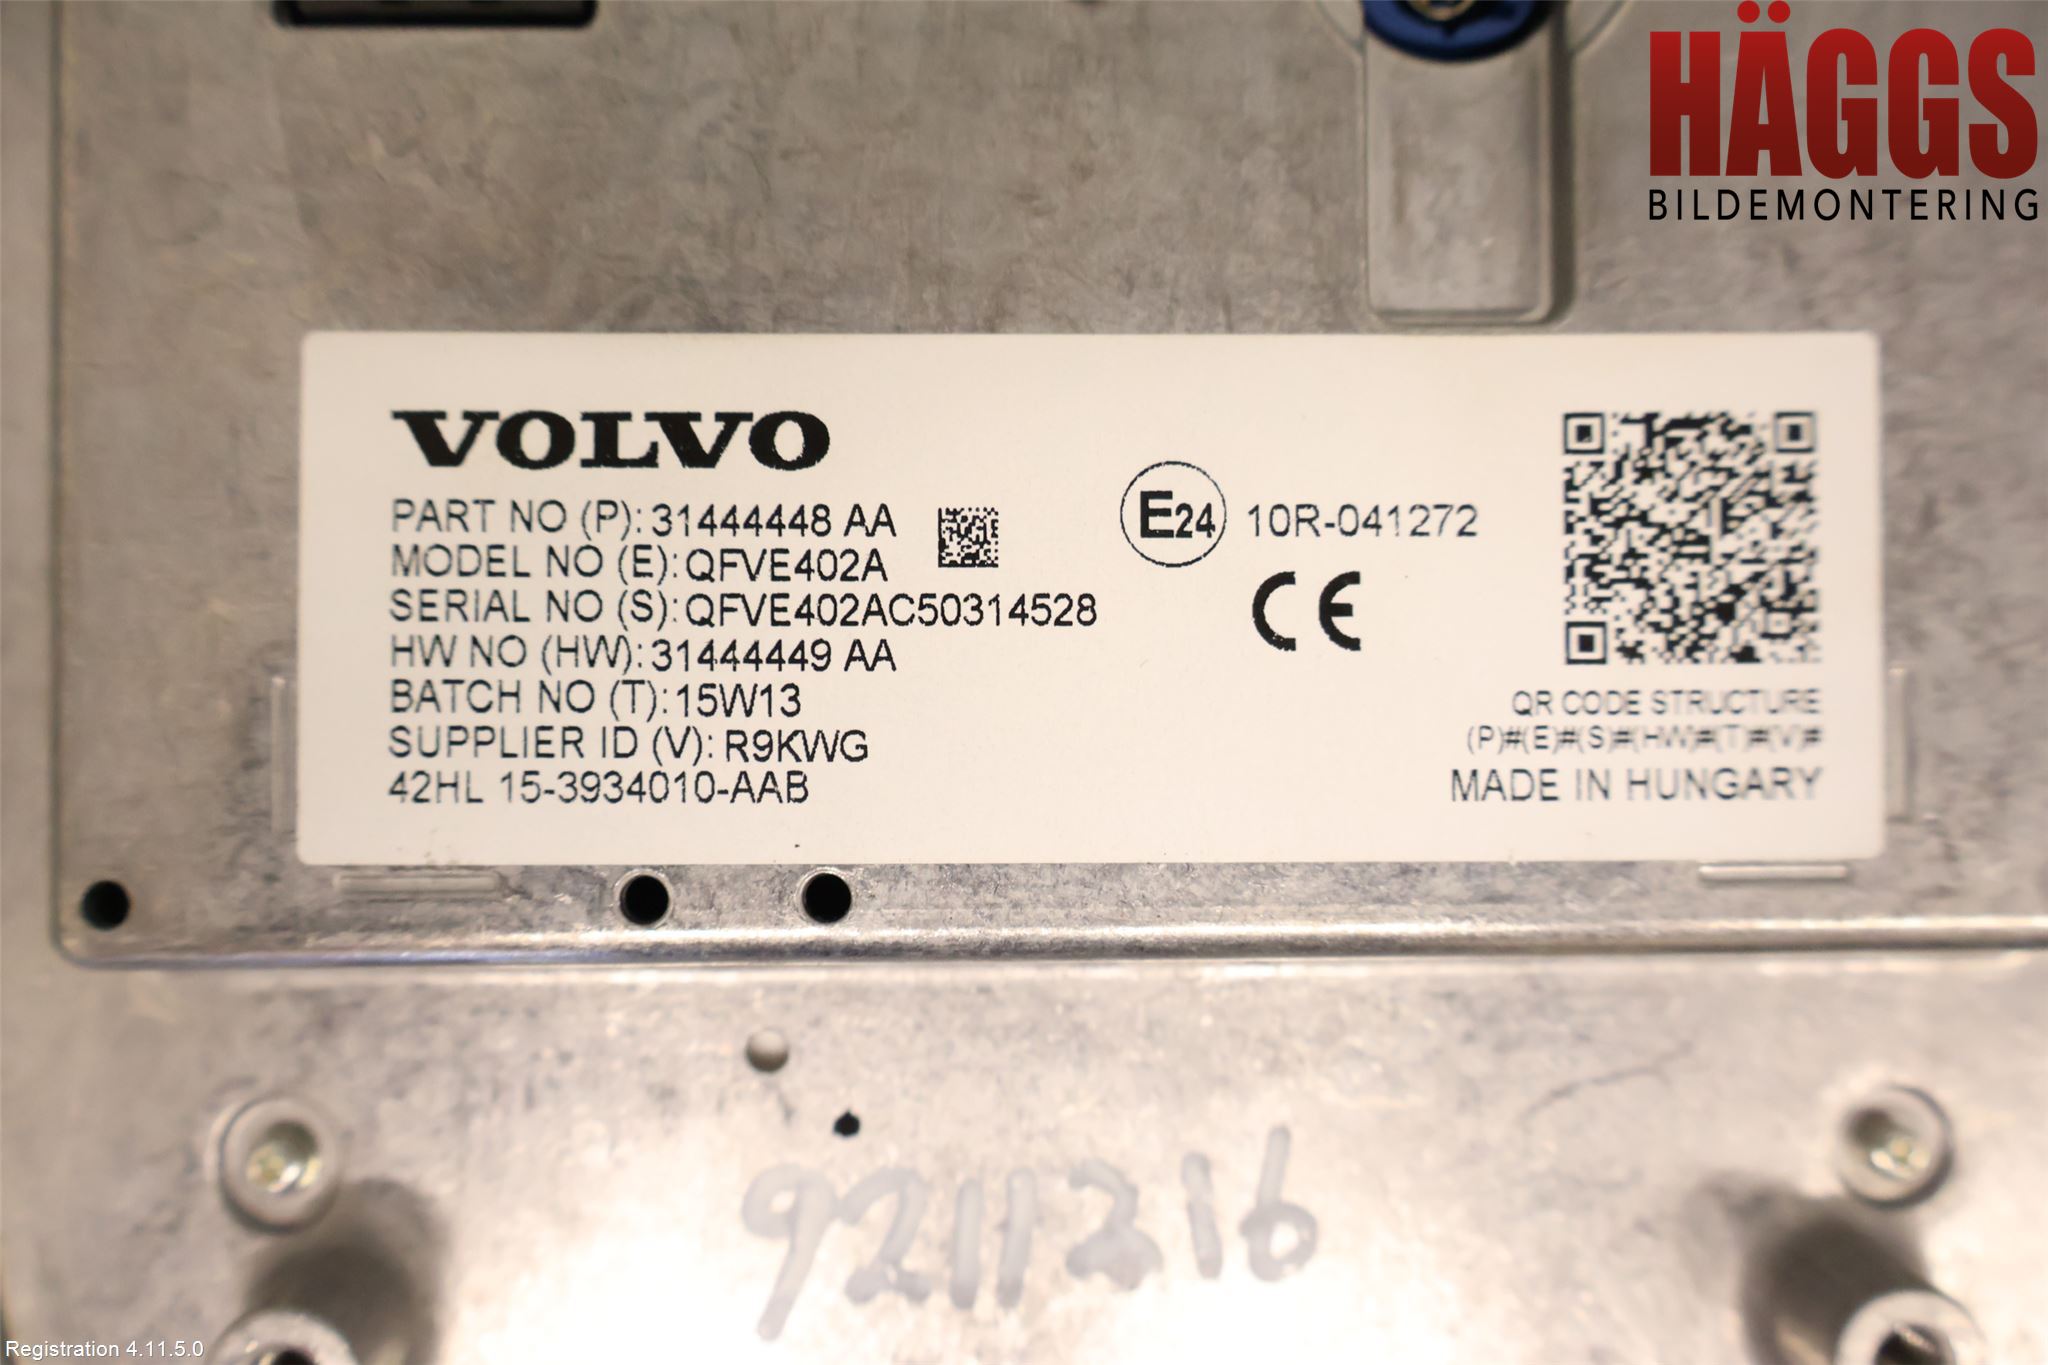 HÄGGS
BILDEMONTERING
VOLVO
PART NO (P): 31444448 AA
MODEL NO (E): QFVE402A
SERIAL NO (S): QFVE402AC50314528
HW NO (HW): 31444449 AA
BATCH NO (T): 15W13
SUPPLIER ID (V): R9KWG
42HL 15-3934010-AAB
E24 10R-041272
CE
QR CODE STRUCTURE
(P)#(E)#(S)#(HW)#(T)#(V)#
MADE IN HUNGARY
9211216
Registration 4.11.5.0